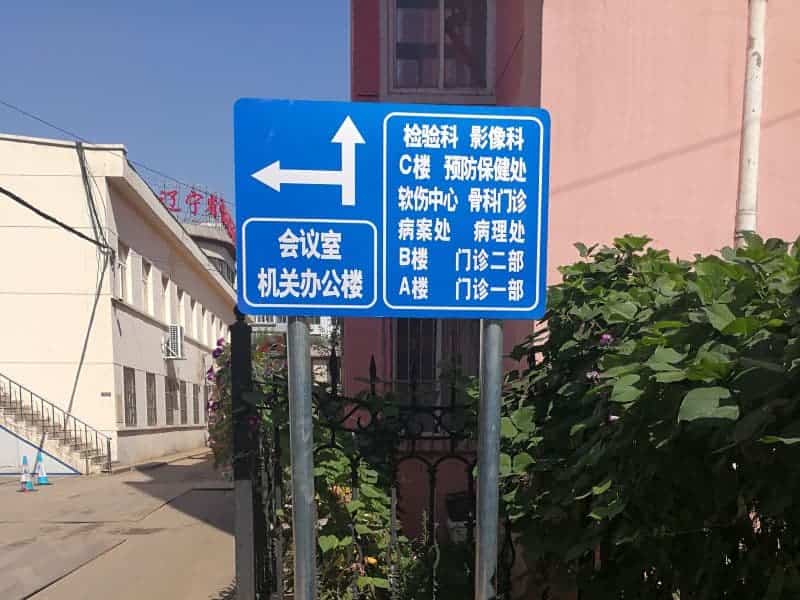 辽宁省
检验科 影像科
C楼 预防保健处
软伤中心 骨科门诊
病案处 病理处
B楼 门诊二部
A楼 门诊一部
会议室
机关办公楼